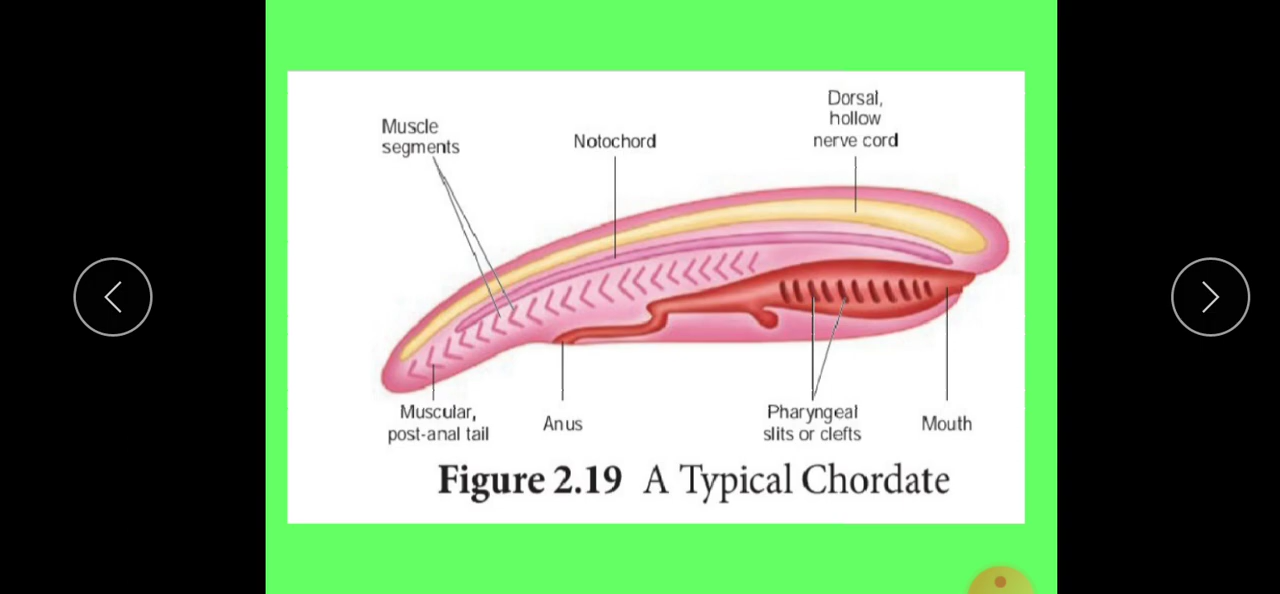 Dorsal,
hollow
nerve cord
Muscle
segments
Notochord
Muscular,
post-anal tail
Anus
Pharyngeal
slits or clefts
Mouth
Figure 2.19 A Typical Chordate